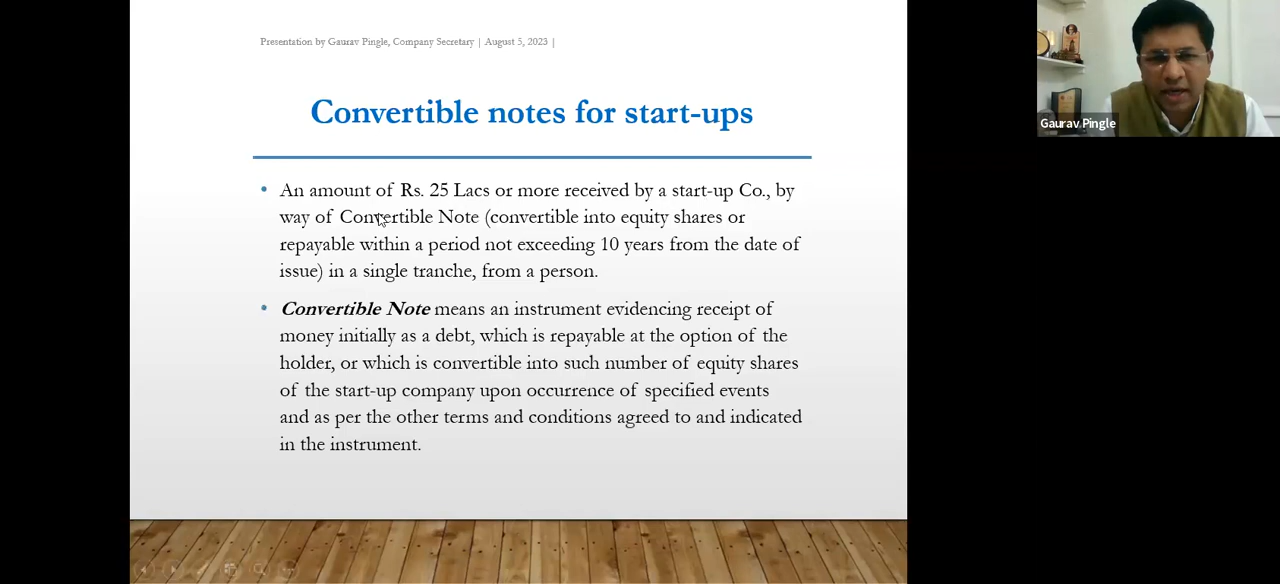 Presentation by Gaurav Pingle, Company Secretary | August 5, 2023 |
Convertible notes for start-ups
• An amount of Rs. 25 Lacs or more received by a start-up Co., by
way of Convertible Note (convertible into equity shares or
repayable within a period not exceeding 10 years from the date of
issue) in a single tranche, from a person.
• Convertible Note means an instrument evidencing receipt of
money initially as a debt, which is repayable at the option of the
holder, or which is convertible into such number of equity shares
of the start-up company upon occurrence of specified events
and as per the other terms and conditions agreed to and indicated
in the instrument.
Gaurav Pingle